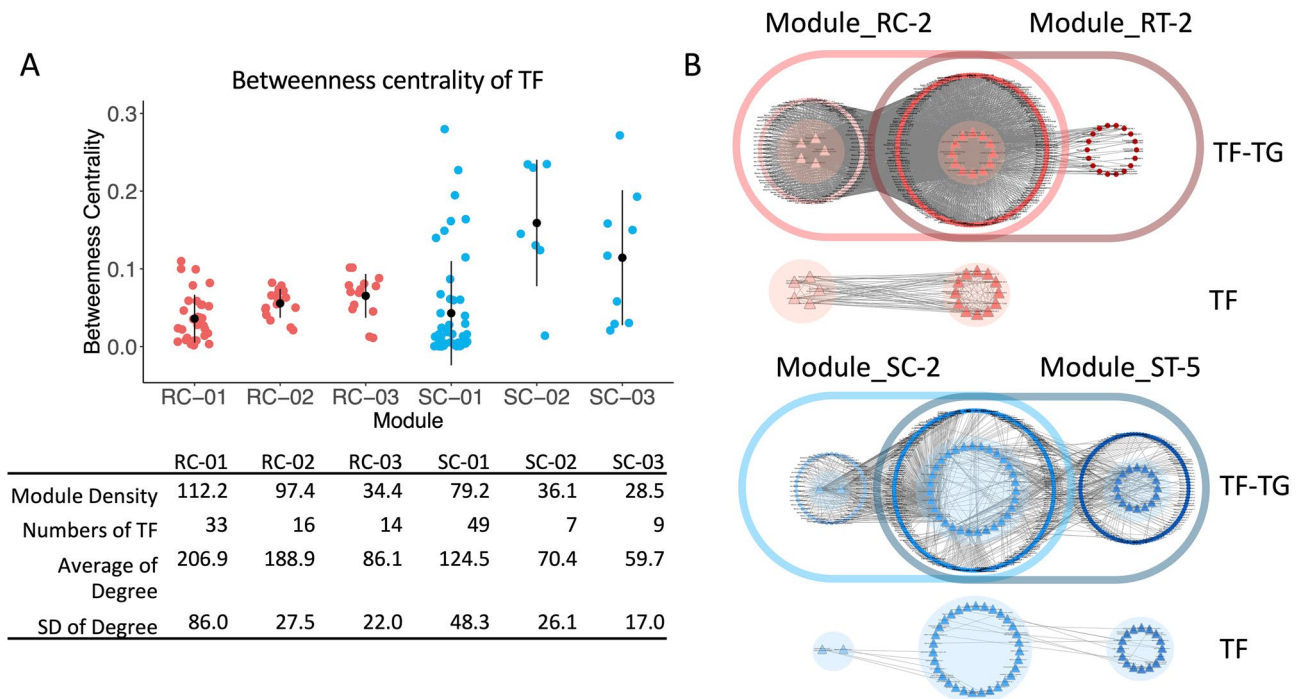 A
Betweenness centrality of TF
Betweenness Centrality
0.3
0.2
0.1
0.0
RC−01 RC−02 RC−03 SC−01 SC−02 SC−03
Module
RC-01 RC-02 RC-03 SC-01 SC-02 SC-03
Module Density 112.2 97.4 34.4 79.2 36.1 28.5
Numbers of TF 33 16 14 49 7 9
Average of Degree 206.9 188.9 86.1 124.5 70.4 59.7
SD of Degree 86.0 27.5 22.0 48.3 26.1 17.0
B
Module_RC-2 Module_RT-2
TF-TG
TF
Module_SC-2 Module_ST-5
TF-TG
TF